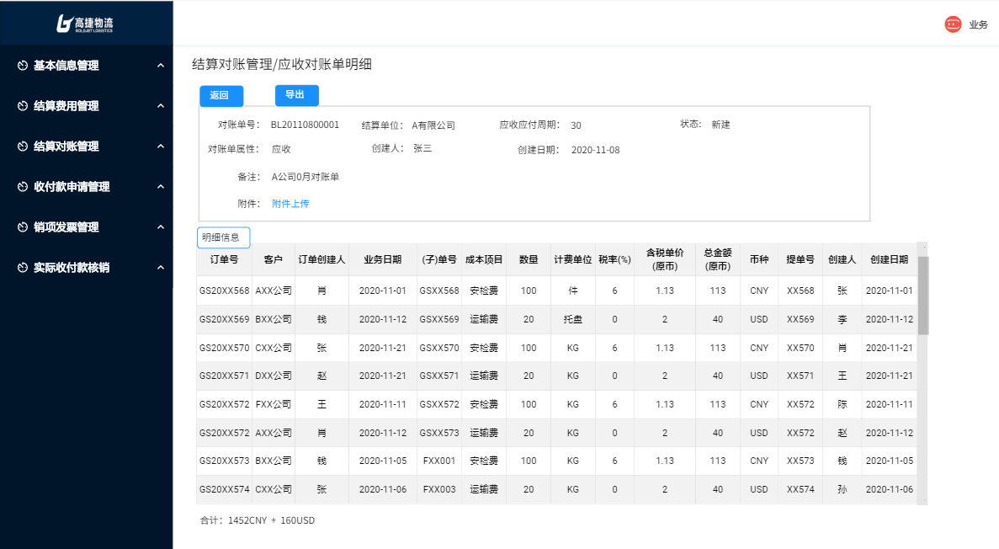 高捷物流
GOLDJET LOGISTICS
业务
基本信息管理
结算费用管理
结算对账管理
收付款申请管理
销项发票管理
实际收付款核销
结算对账管理/应收对账单明细
返回 导出
对账单号: BL20110800001 结算单位: A有限公司 应收应付周期: 30 状态: 新建
对账单属性: 应收 创建人: 张三 创建日期: 2020-11-08
备注: A公司0月对账单
附件: 附件上传
明细信息
订单号 客户 订单创建人 业务日期 (子)单号 成本项目 数量 计费单位 税率(%) 含税单价(原币) 总金额(原币) 币种 提单号 创建人 创建日期
GS20XX568 AXX公司 肖 2020-11-01 GSXX568 安检费 100 件 6 1.13 113 CNY XX568 张 2020-11-01
GS20XX569 BXX公司 钱 2020-11-12 GSXX569 运输费 20 托盘 0 2 40 USD XX569 李 2020-11-12
GS20XX570 CXX公司 张 2020-11-21 GSXX570 安检费 100 KG 6 1.13 113 CNY XX570 肖 2020-11-21
GS20XX571 DXX公司 赵 2020-11-21 GSXX571 运输费 20 KG 0 2 40 USD XX571 王 2020-11-21
GS20XX572 FXX公司 王 2020-11-11 GSXX572 安检费 100 KG 6 1.13 113 CNY XX572 陈 2020-11-11
GS20XX572 AXX公司 肖 2020-11-12 GSXX573 运输费 20 KG 0 2 40 USD XX572 赵 2020-11-12
GS20XX573 BXX公司 钱 2020-11-05 FXX001 安检费 100 KG 6 1.13 113 CNY XX573 钱 2020-11-05
GS20XX574 CXX公司 张 2020-11-06 FXX003 运输费 20 KG 0 2 40 USD XX574 孙 2020-11-06
合计: 1452CNY + 160USD